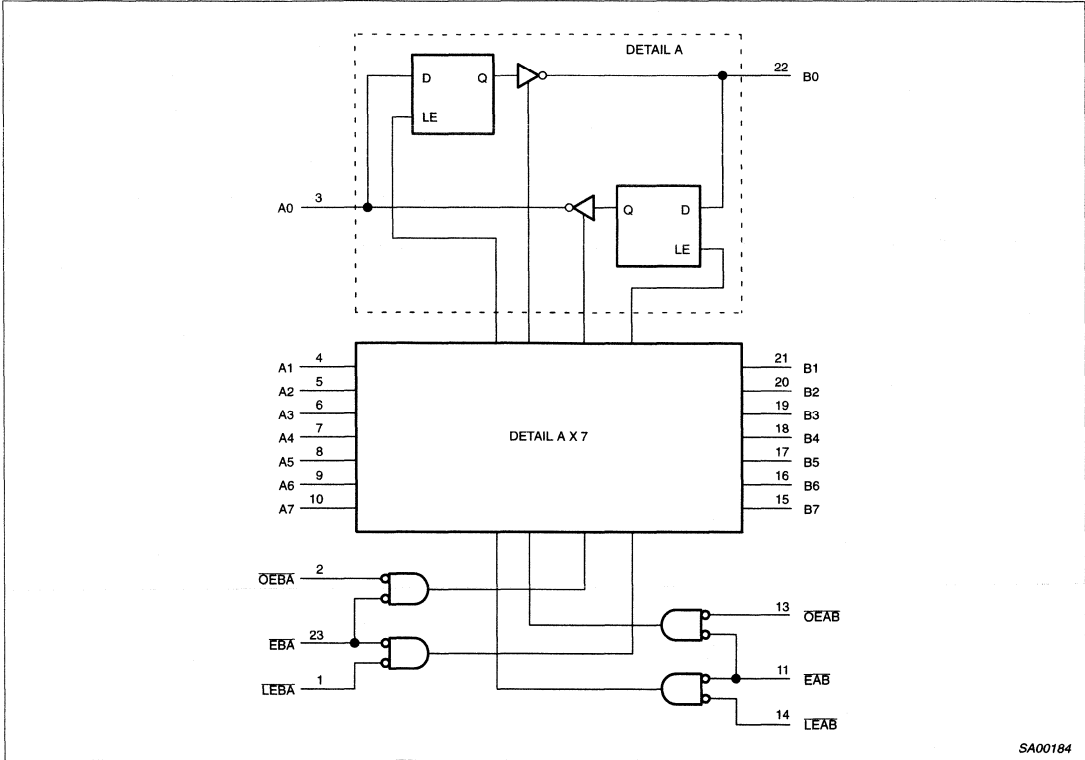 DETAIL A
D Q
LE
22 B0
A0 3
Q D
LE
A1 4
A2 5
A3 6
A4 7
A5 8
A6 9
A7 10
DETAIL A X 7
21 B1
20 B2
19 B3
18 B4
17 B5
16 B6
15 B7
OEBA 2
EBA 23
LEBA 1
13 OEAB
11 EAB
14 LEAB
SA00184